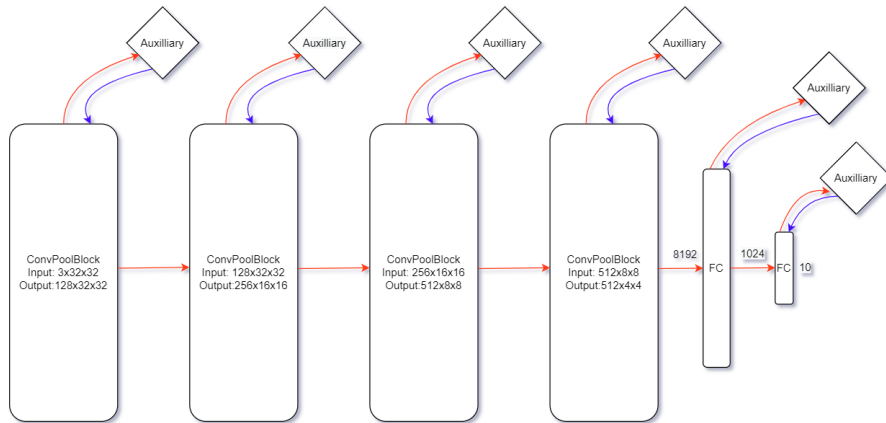 Auxilliary
Auxilliary
Auxilliary
Auxilliary
Auxilliary
Auxilliary
ConvPoolBlock
Input: 3x32x32
Output:128x32x32
ConvPoolBlock
Input: 128x32x32
Output:256x16x16
ConvPoolBlock
Input: 256x16x16
Output:512x8x8
ConvPoolBlock
Input: 512x8x8
Output:512x4x4
8192
FC
1024
FC
10